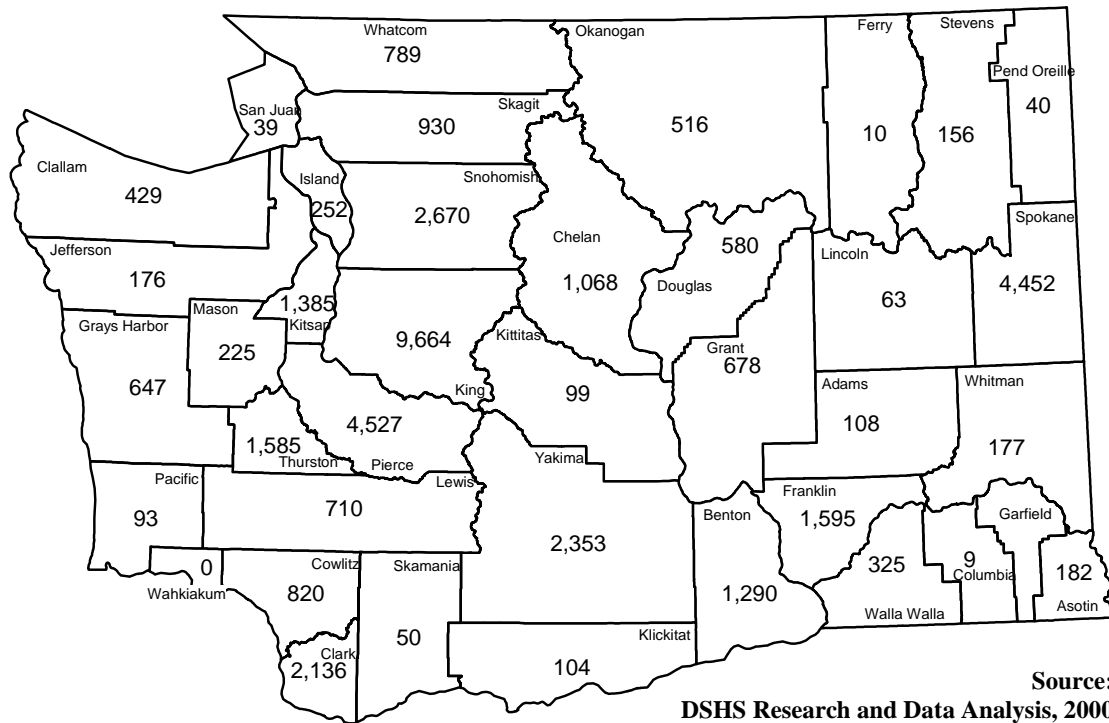 Whatcom
789
Okanogan
516
Ferry
10
Stevens
156
Pend Oreille
40
San Juan
39
Skagit
930
Clallam
429
Island
252
Snohomish
2,670
Chelan
1,068
580
Douglas
Lincoln
63
Spokane
4,452
Jefferson
176
1,385
Kitsap
Mason
225
Grays Harbor
647
9,664
King
Kittitas
99
Grant
678
Adams
108
Whitman
177
4,527
Pierce
1,585
Thurston
Yakima
2,353
Lewis
710
Pacific
93
Benton
1,290
Franklin
1,595
Garfield
325
Walla Walla
9
Columbia
182
Asotin
0
Wahkiakum
Cowlitz
820
Skamania
50
Clark
2,136
Klickitat
104
Source:
DSHS Research and Data Analysis, 2000